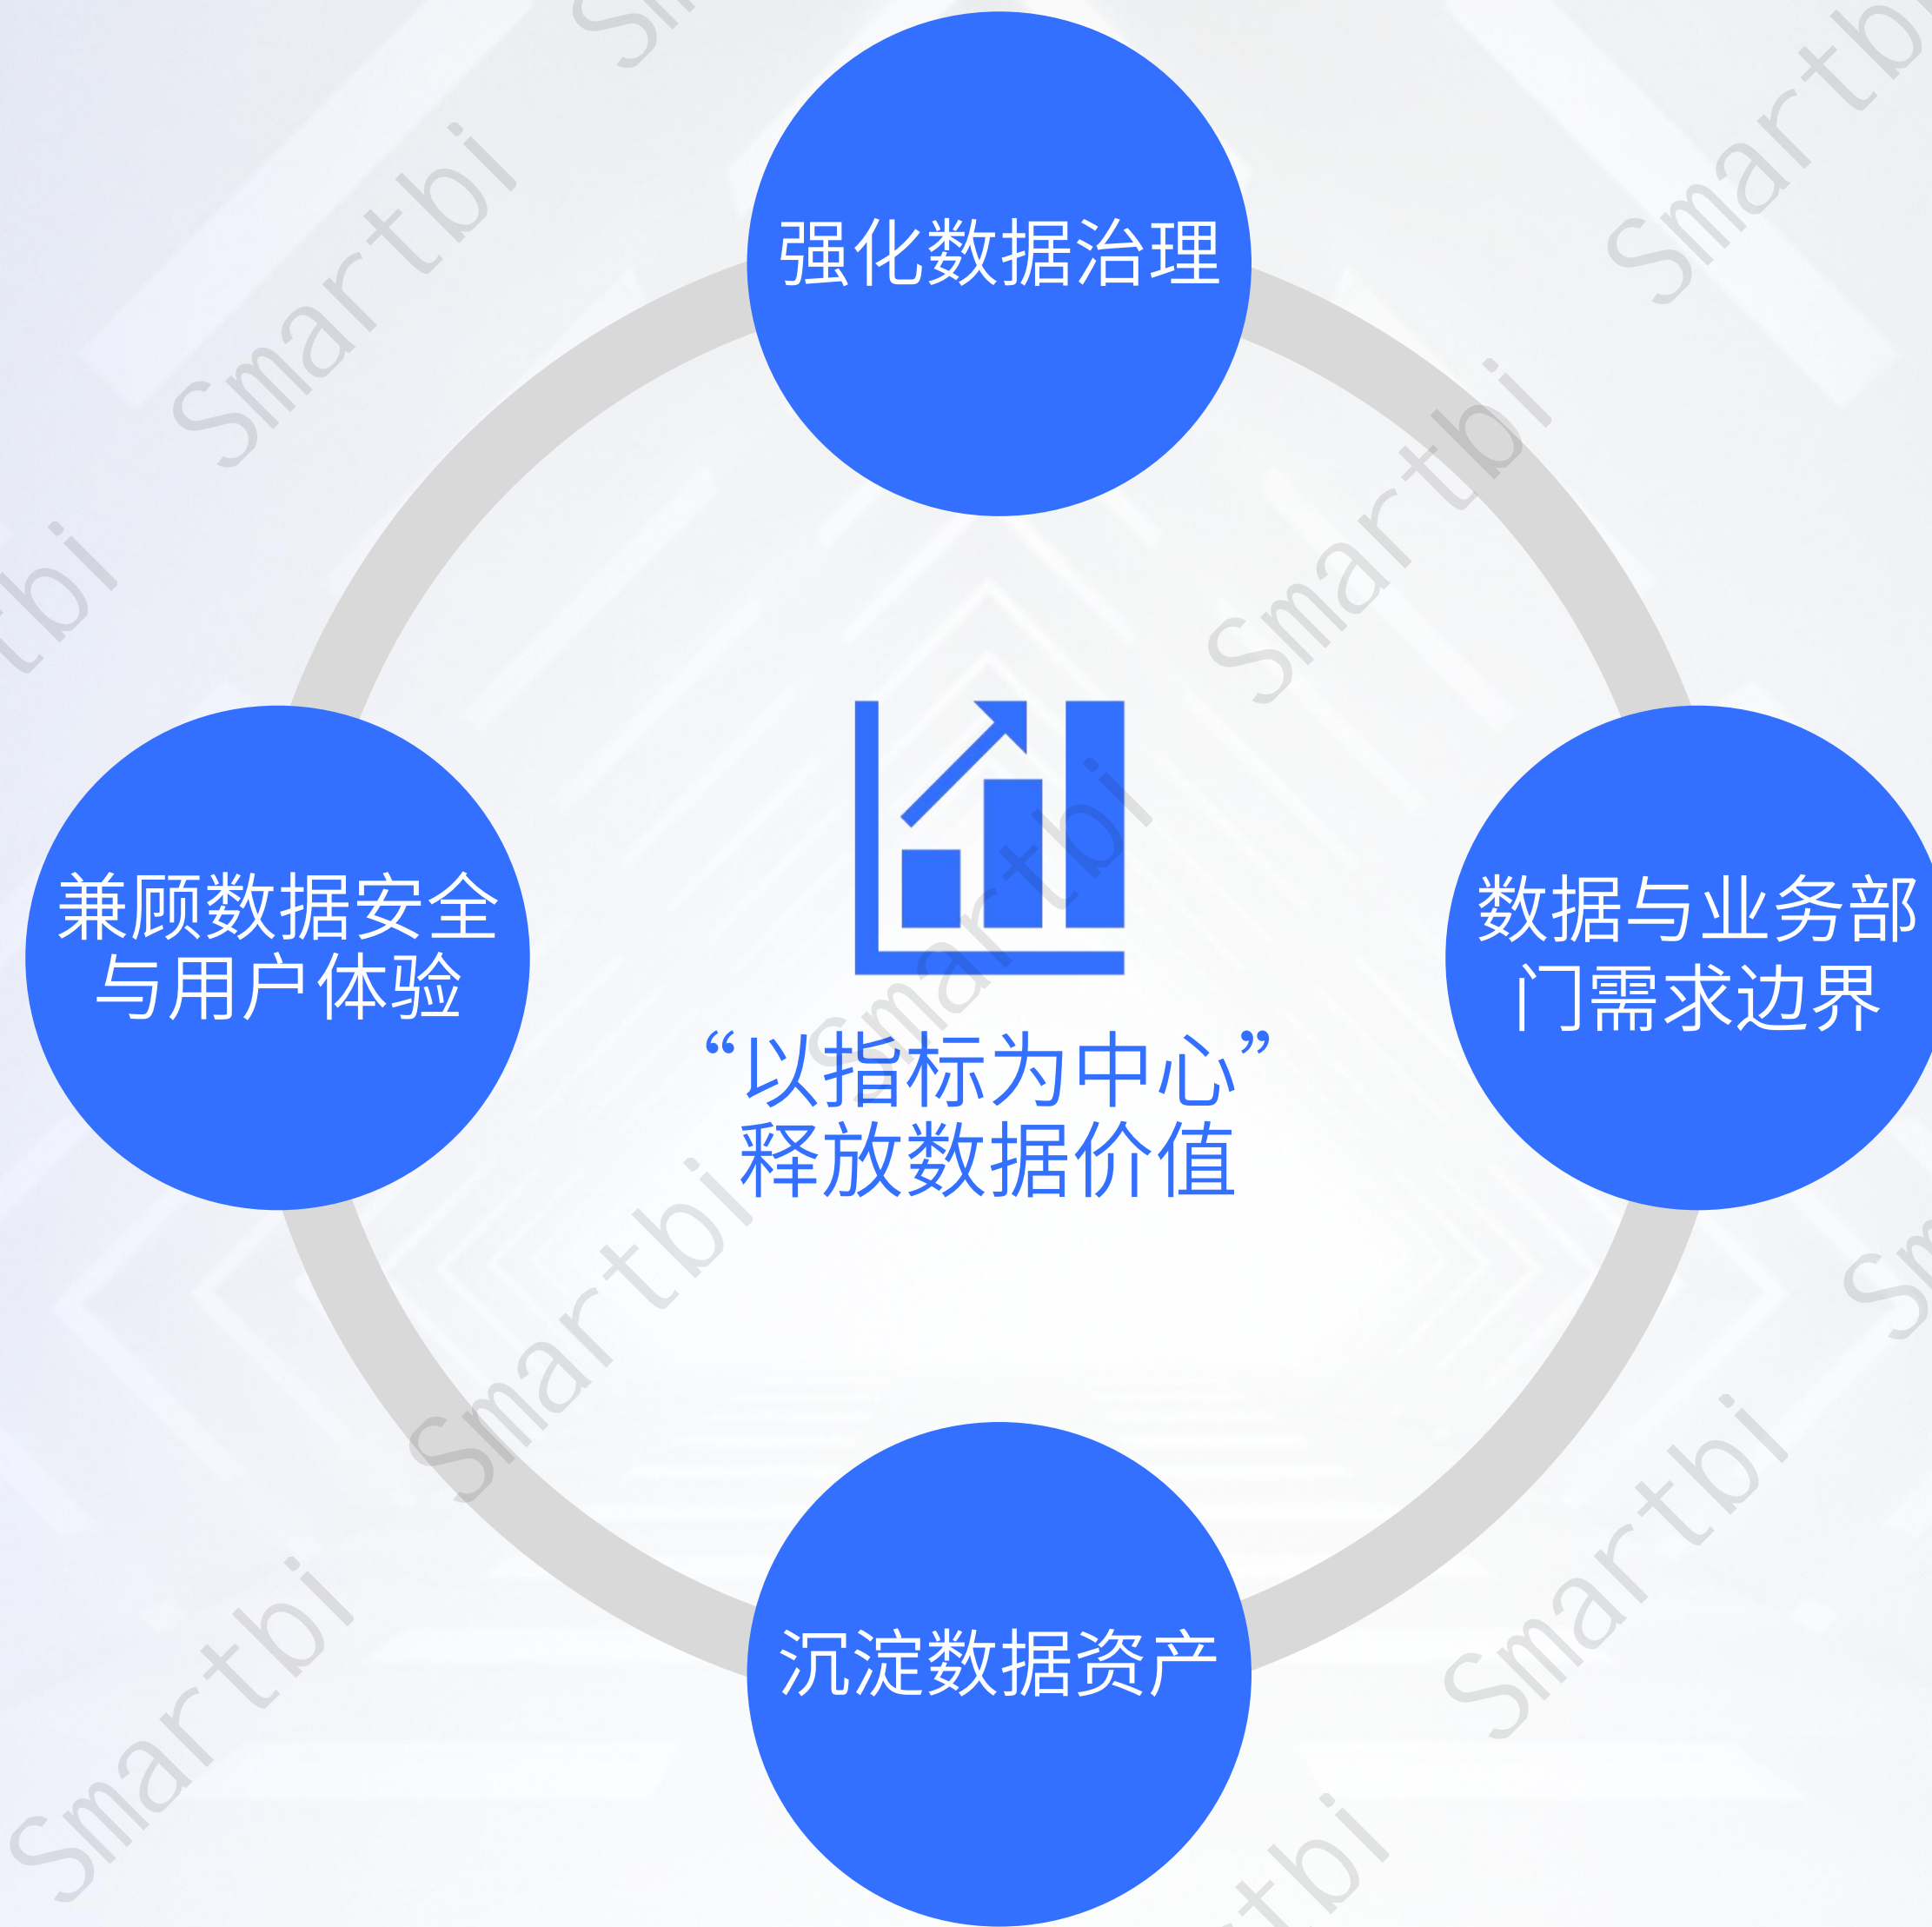 强化数据治理
兼顾数据安全
与用户体验
数据与业务部
门需求边界
“以指标为中心”
释放数据价值
沉淀数据资产
Smartbi
Smartbi
Smartbi
Smartbi
Smartbi
Smartbi
Smartbi